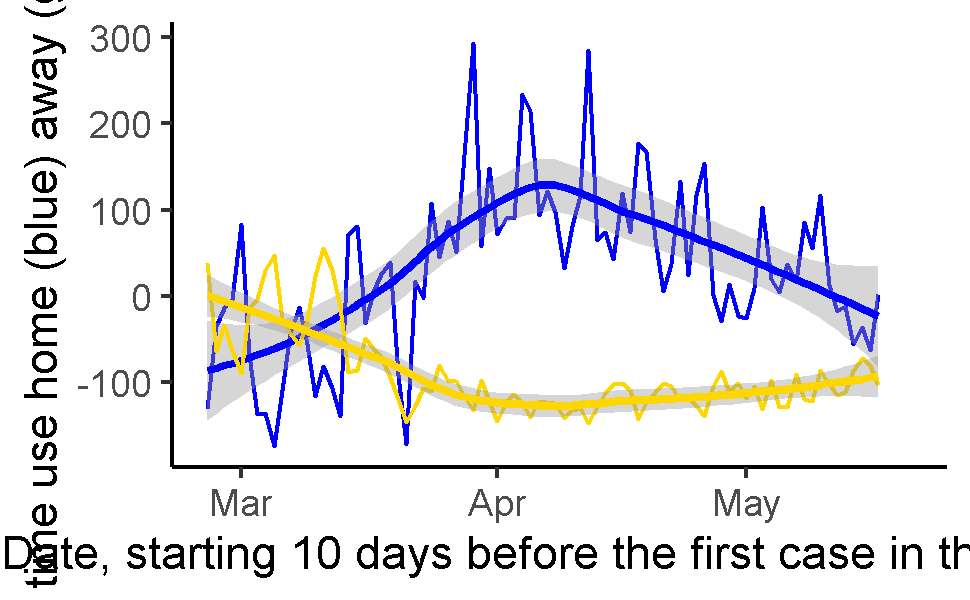 time use home (blue) away (
300
200
100
0
-100
Mar Apr May
Date, starting 10 days before the first case in th